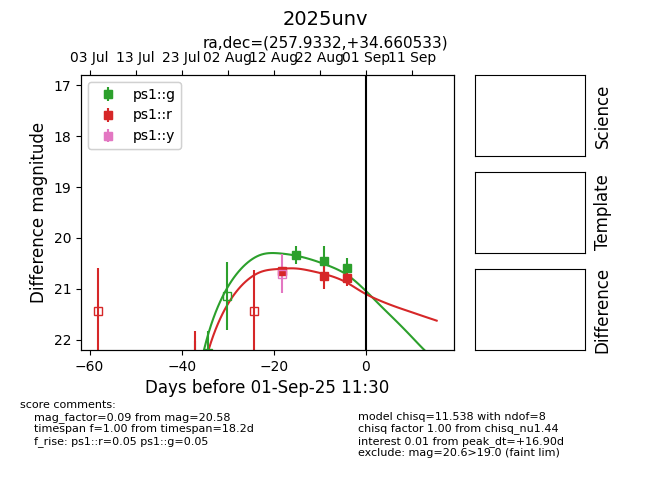 2025unv
ra,dec=(257.9332,+34.660533)
03 Jul 13 Jul 23 Jul 02 Aug 12 Aug 22 Aug 01 Sep 11 Sep
17
18
19
20
21
22
Difference magnitude
ps1::g
ps1::r
ps1::y
−60 −40 −20 0
Days before 01-Sep-25 11:30
Science
Template
Difference
score comments:
mag_factor=0.09 from mag=20.58
timespan f=1.00 from timespan=18.2d
f_rise: ps1::r=0.05 ps1::g=0.05
model chisq=11.538 with ndof=8
chisq factor 1.00 from chisq_nu1.44
interest 0.01 from peak_dt=+16.90d
exclude: mag=20.6>19.0 (faint lim)